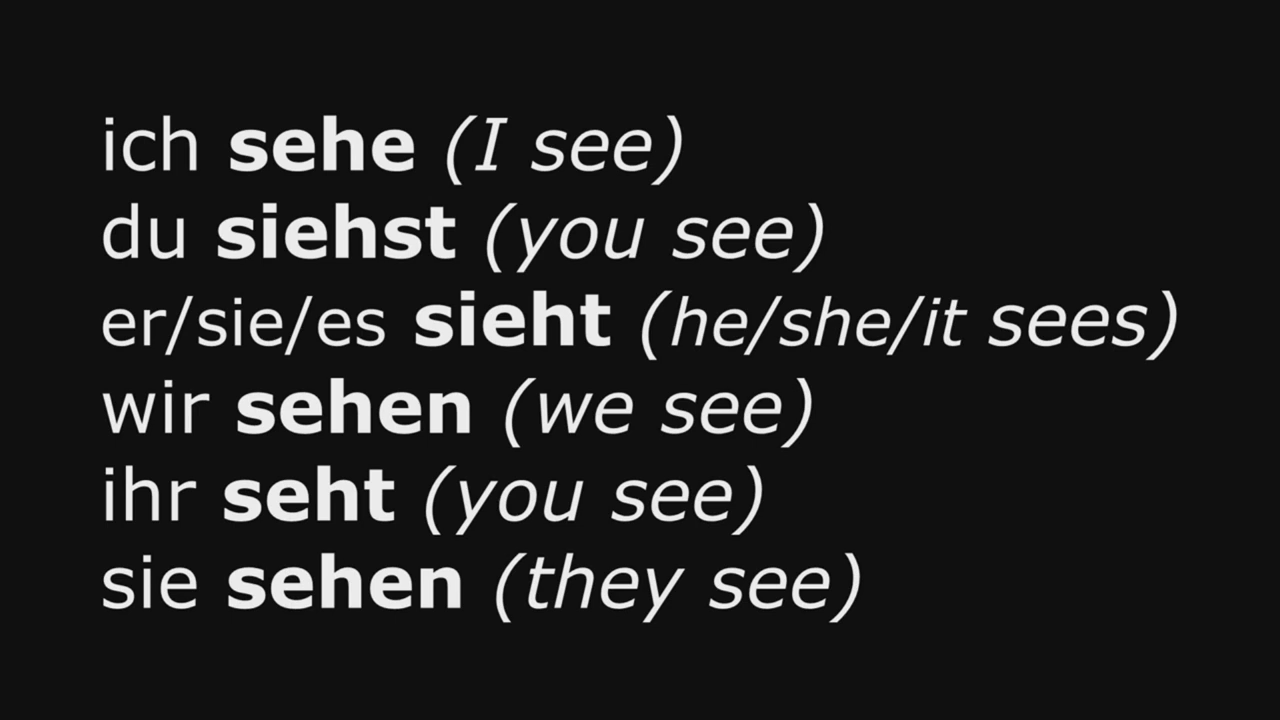 ich sehe (I see)
du siehst (you see)
er/sie/es sieht (he/she/it sees)
wir sehen (we see)
ihr seht (you see)
sie sehen (they see)